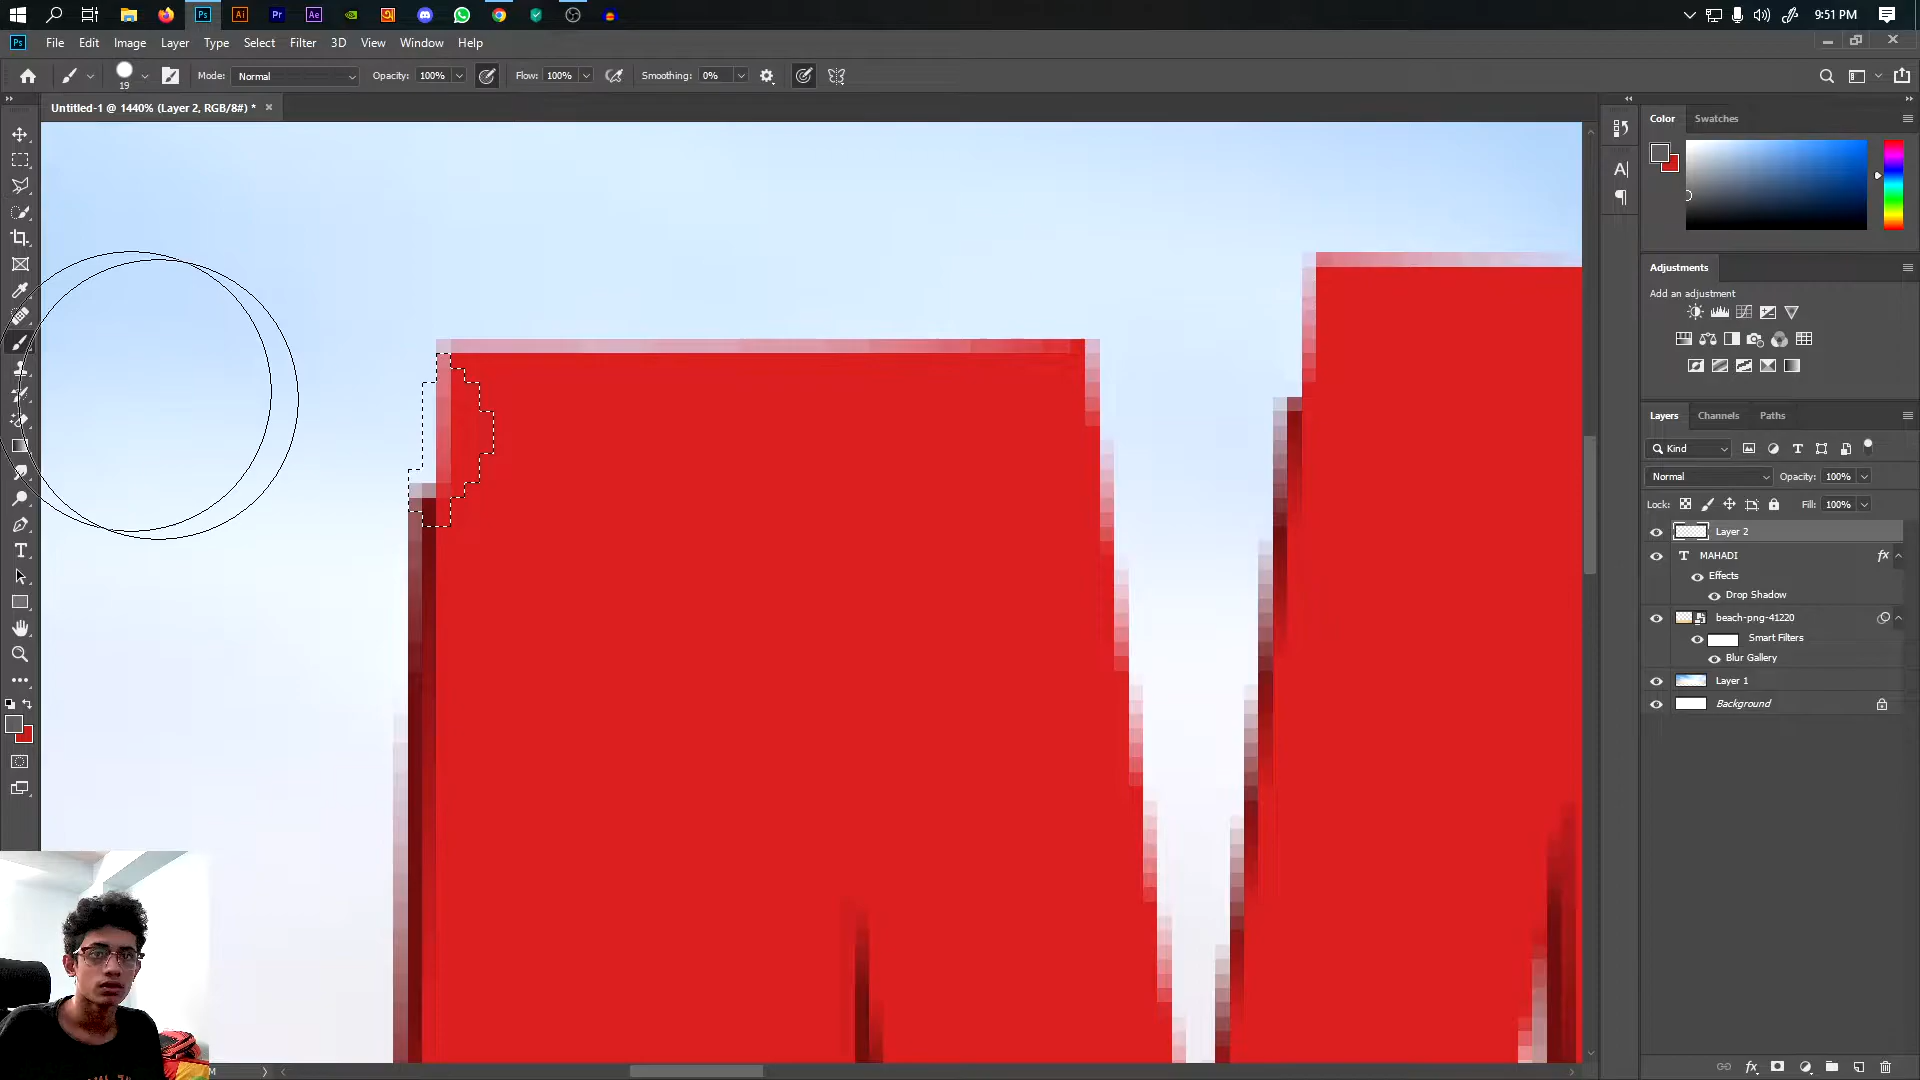 9:51 PM
File Edit Image Layer Type Select Filter 3D View Window Help
19 Mode: Normal Opacity: 100% Flow: 100% Smoothing: 0%
Untitled-1 @ 1440% (Layer 2, RGB/8#) *
Color Swatches
Adjustments
Add an adjustment
Layers Channels Paths
Kind
Normal Opacity: 100%
Lock: Fill: 100%
Layer 2
MAHADI fx
Effects
Drop Shadow
beach-png-41220
Smart Filters
Blur Gallery
Layer 1
Background